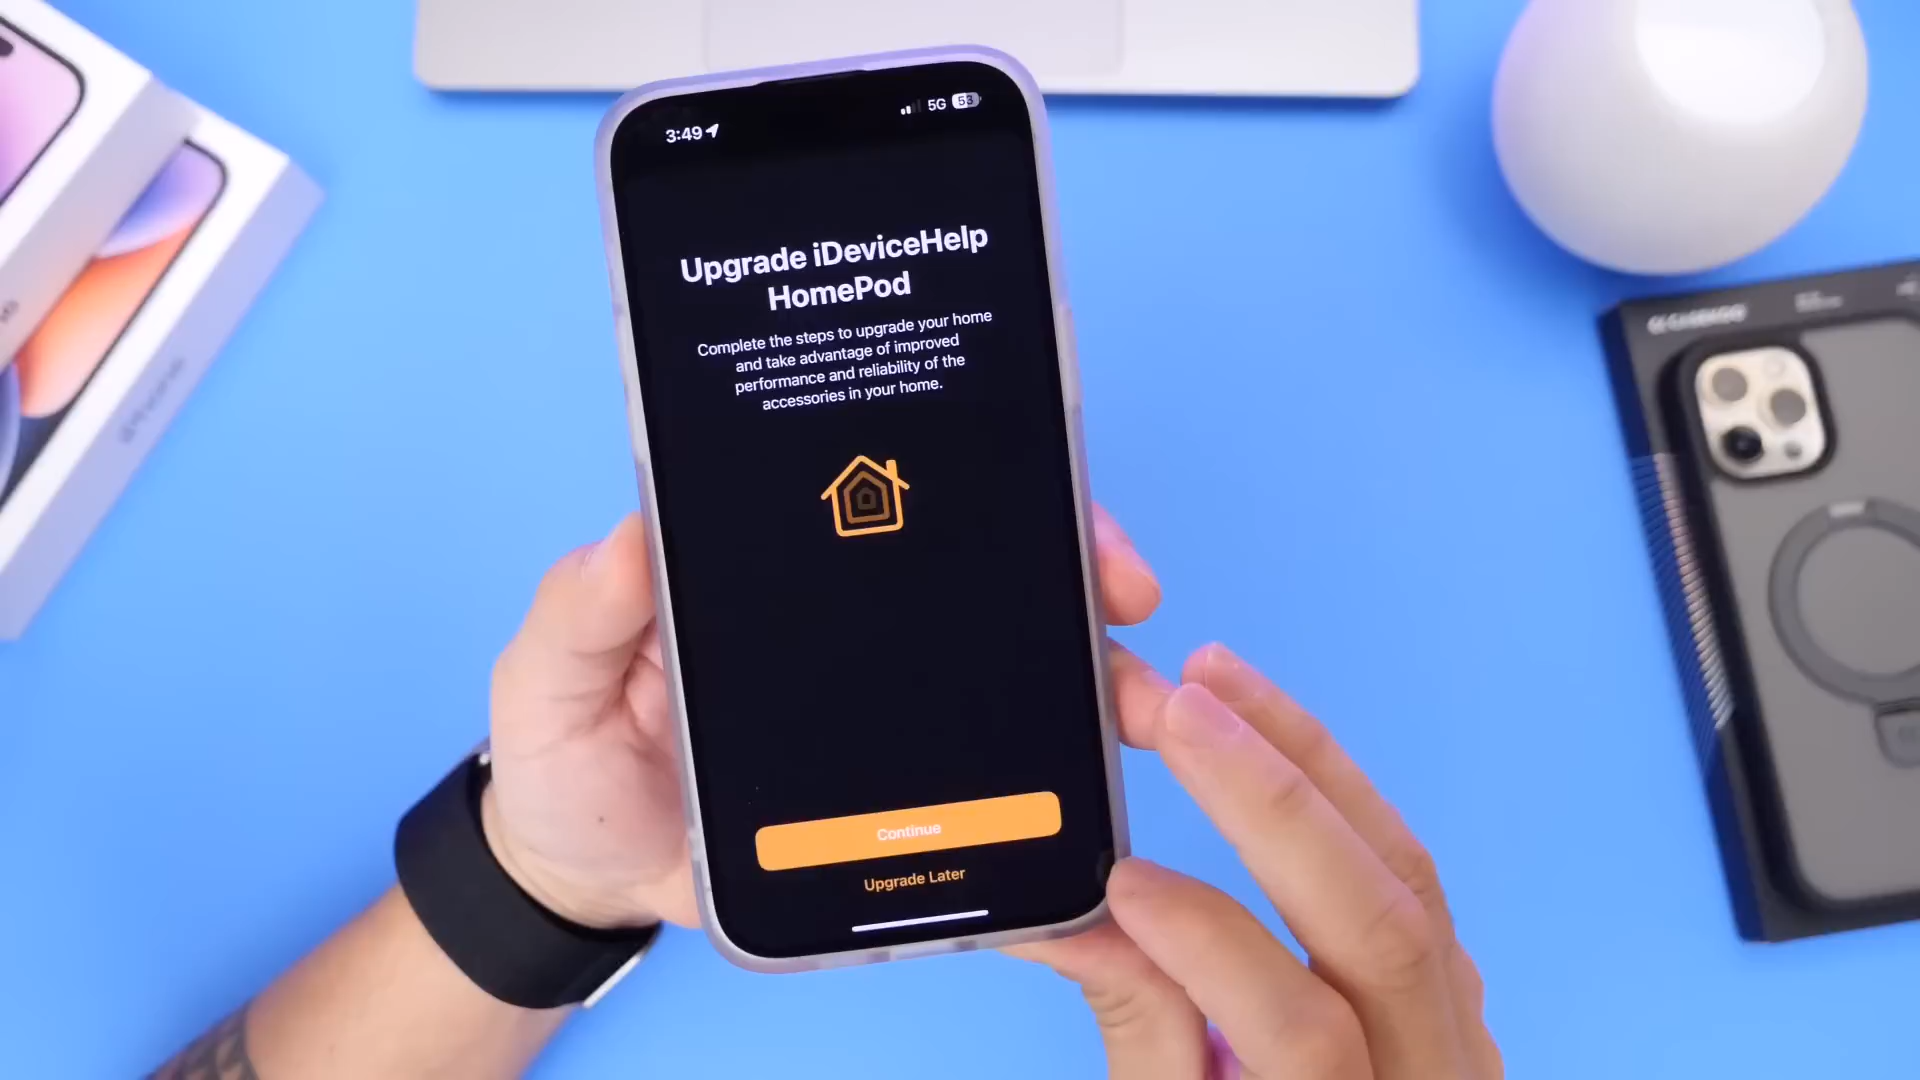 3:49
5G 53
Upgrade iDeviceHelp
HomePod
Complete the steps to upgrade your home
and take advantage of improved
performance and reliability of the
accessories in your home.
Continue
Upgrade Later
iPhone